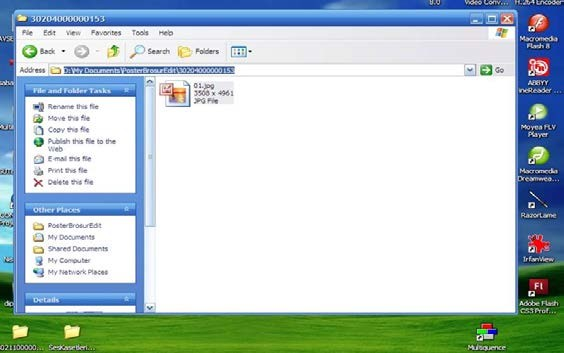 8.0
Video Conv...
H.264 Encoder
30204000000153
File Edit View Favorites Tools Help
Back
Search
Folders
Address
D:\My Documents\PosterBrosurEdit\30204000000153
Go
File and Folder Tasks
Rename this file
Move this file
Copy this file
Publish this file to the
Web
E-mail this file
Print this file
Delete this file
Other Places
PosterBrosurEdit
My Documents
Shared Documents
My Computer
My Network Places
Details
01.jpg
3508 x 4961
JPG File
Macromedia
Flash 8
ABBYY
ineReader ...
Moyea FLV
Player
Macromedia
Dreamwea...
RazorLame
IrfanView
Adobe Flash
CS3 Prof...
021100000...
SesKasetleri...
Multiquence